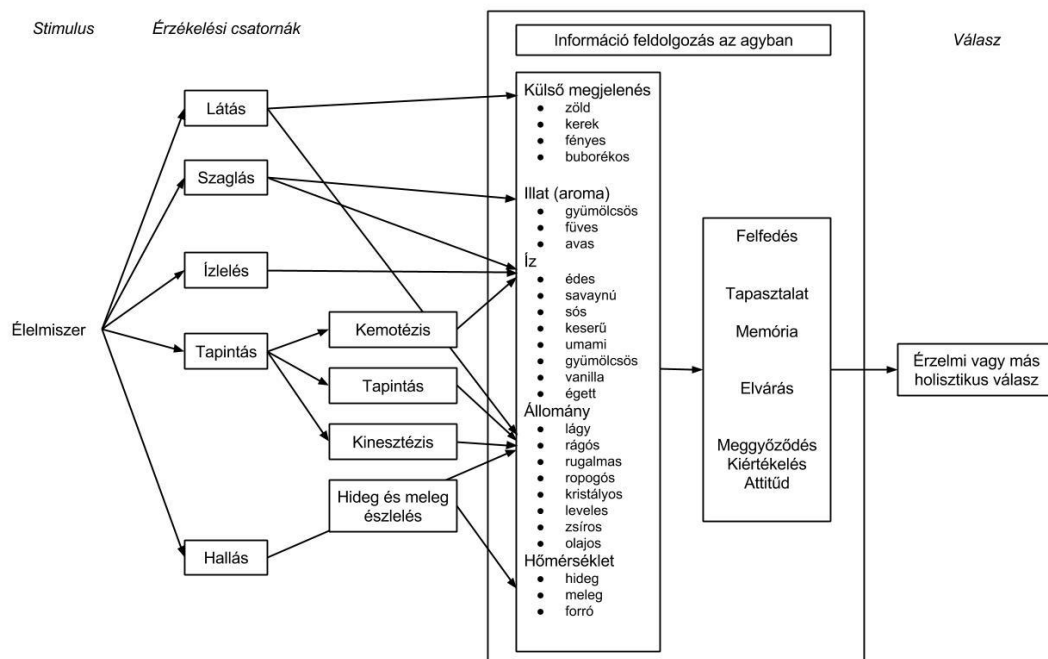 Stimulus
Érzékelési csatornák
Információ feldolgozás az agyban
Válasz
Élelmiszer
Látás
Szaglás
Ízlelés
Tapintás
Hallás
Kemotézis
Tapintás
Kinesztézis
Hideg és meleg
észlelés
Külső megjelenés
● zöld
● kerek
● fényes
● buborékos
Illat (aroma)
● gyümölcsös
● füves
● avas
Íz
● édes
● savaynú
● sós
● keserű
● umami
● gyümölcsös
● vanilla
● égett
Állomány
● lágy
● rágós
● rugalmas
● ropogós
● kristályos
● leveles
● zsíros
● olajos
Hőmérséklet
● hideg
● meleg
● forró
Felfedés
Tapasztalat
Memória
Elvárás
Meggyőződés
Kiértékelés
Attitűd
Érzelmi vagy más
holisztikus válasz